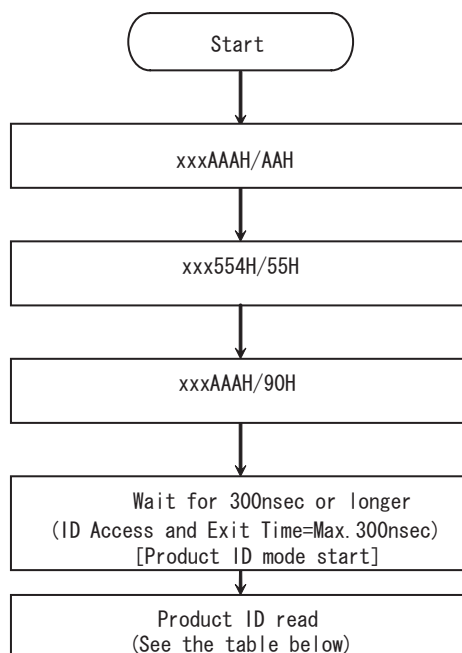 Start
xxxAAAH/AAH
xxx554H/55H
xxxAAAH/90H
Wait for 300nsec or longer
(ID Access and Exit Time=Max.300nsec)
[Product ID mode start]
Product ID read
(See the table below)